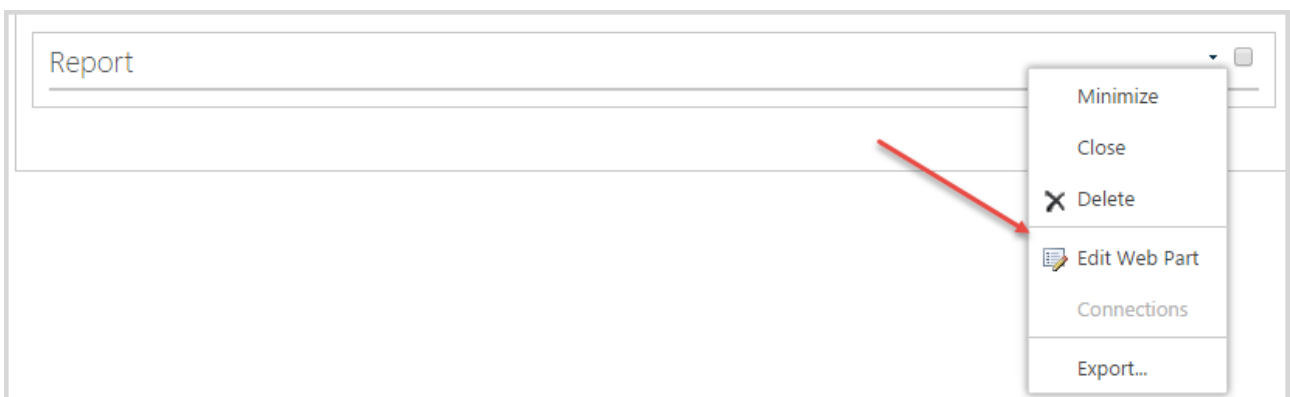 Report
Minimize
Close
Delete
Edit Web Part
Connections
Export...